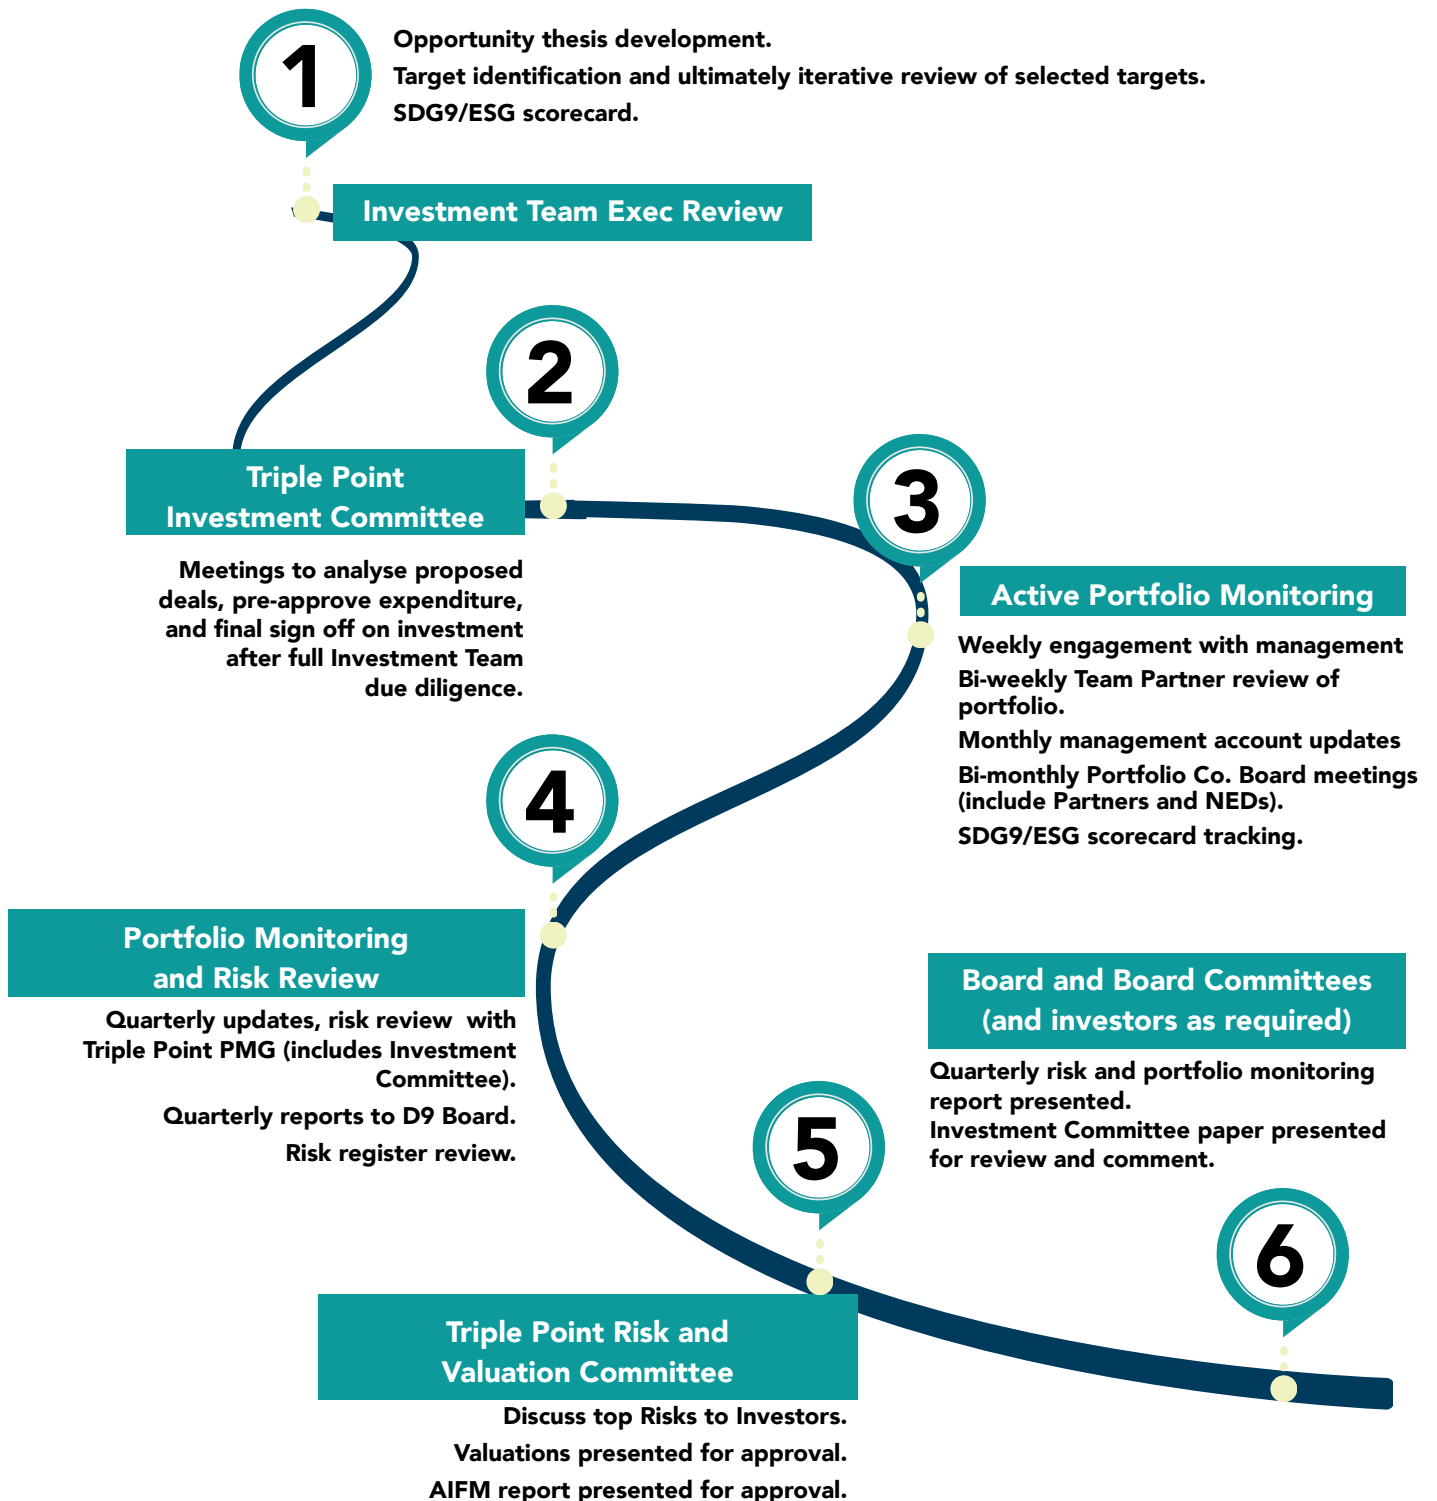 1
Opportunity thesis development.
Target identification and ultimately iterative review of selected targets.
SDG9/ESG scorecard.
Investment Team Exec Review
2
Triple Point
Investment Committee
Meetings to analyse proposed
deals, pre-approve expenditure,
and final sign off on investment
after full Investment Team
due diligence.
3
Active Portfolio Monitoring
Weekly engagement with management
Bi-weekly Team Partner review of
portfolio.
Monthly management account updates
Bi-monthly Portfolio Co. Board meetings
(include Partners and NEDs).
SDG9/ESG scorecard tracking.
4
Portfolio Monitoring
and Risk Review
Quarterly updates, risk review with
Triple Point PMG (includes Investment
Committee).
Quarterly reports to D9 Board.
Risk register review.
5
Triple Point Risk and
Valuation Committee
Discuss top Risks to Investors.
Valuations presented for approval.
AIFM report presented for approval.
Board and Board Committees
(and investors as required)
Quarterly risk and portfolio monitoring
report presented.
Investment Committee paper presented
for review and comment.
6